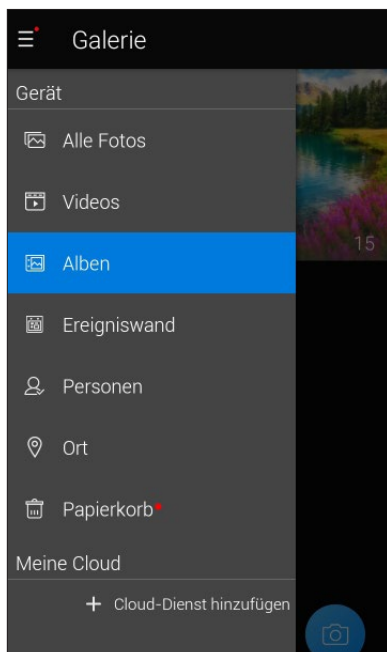 Galerie
Gerät
Alle Fotos
Videos
15
Alben
Ereigniswand
Personen
Ort
Papierkorb
Meine Cloud
+ Cloud-Dienst hinzufügen